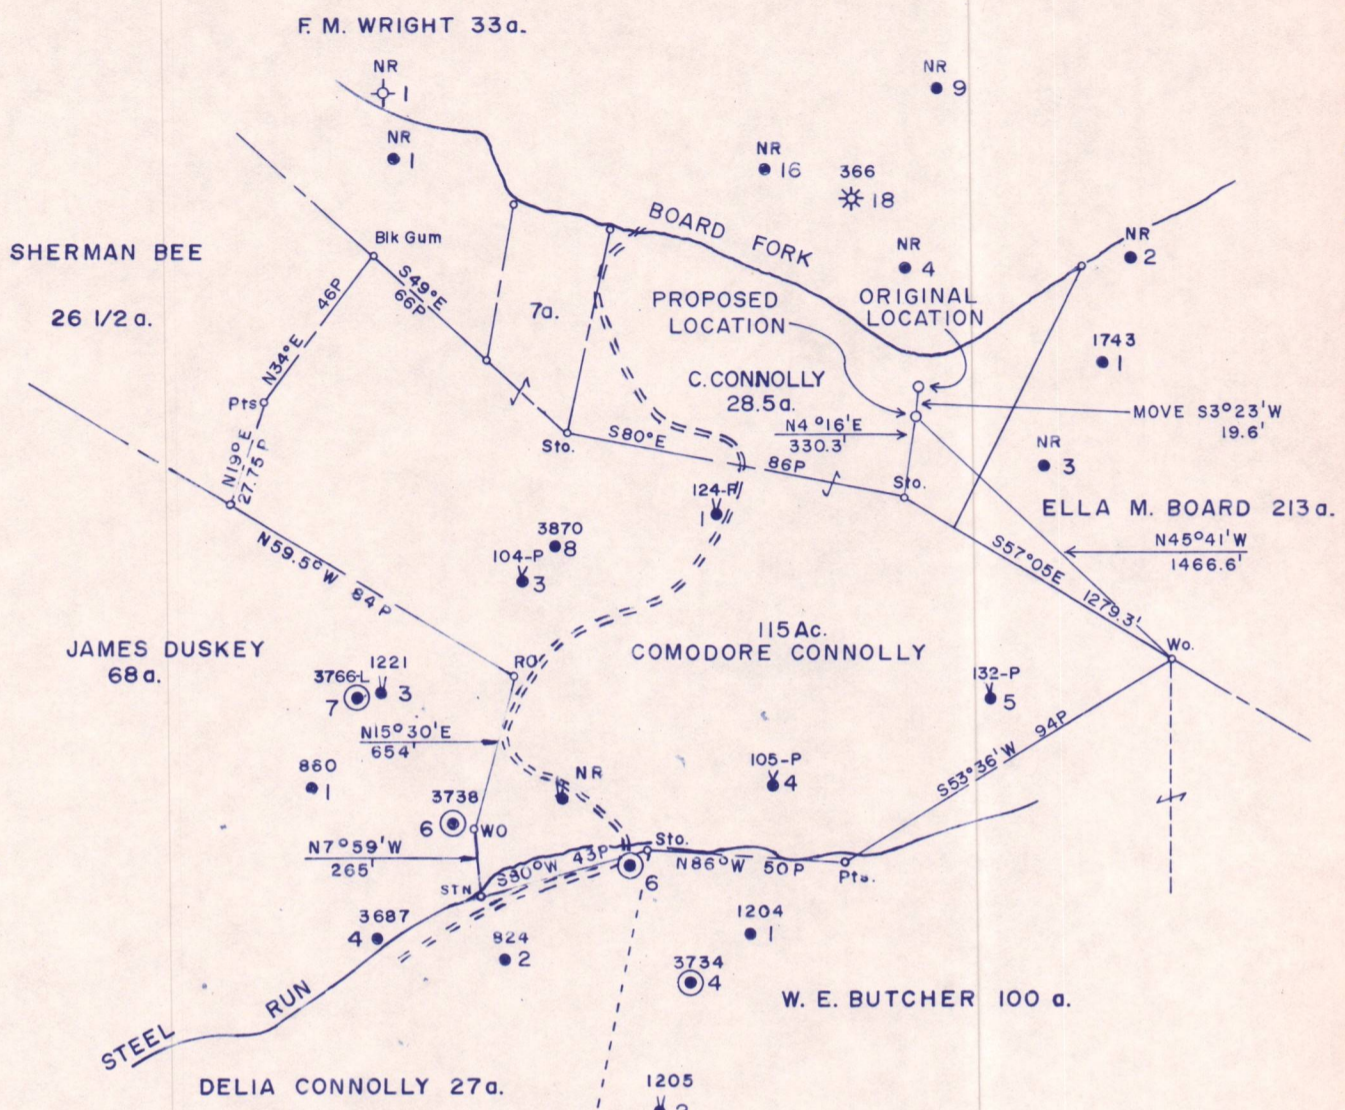 F. M. WRIGHT 33a.
NR
1
NR
9
NR
1
NR
16
366
18
BOARD FORK
NR
4
NR
2
SHERMAN BEE
26 1/2 a.
Blk Gum
46P
N34°E
S49°E
66P
7a.
PROPOSED
LOCATION
ORIGINAL
LOCATION
1743
1
C. CONNOLLY
28.5a.
MOVE S3°23'W
19.6'
N4°16'E
330.3'
Pts
N19°E
27.75 P
Sto.
S80°E
86P
Sto.
NR
3
ELLA M. BOARD 213a.
N45°41'W
1466.6'
S57°05E
1279.3'
124-P
1
3870
8
104-P
3
N59.5°W 84P
115Ac.
COMODORE CONNOLLY
Wo.
JAMES DUSKEY
68a.
RO
3766-L
7
1221
3
132-P
5
N15°30'E
654'
S53°36'W 94P
860
1
NR
105-P
4
3738
6
WO
N7°59'W
265'
STN
S80°W 43P
Sto.
6
N86°W 50P
Pts.
3687
4
824
2
1204
1
3734
4
W. E. BUTCHER 100 a.
STEEL RUN
DELIA CONNOLLY 27a.
1205